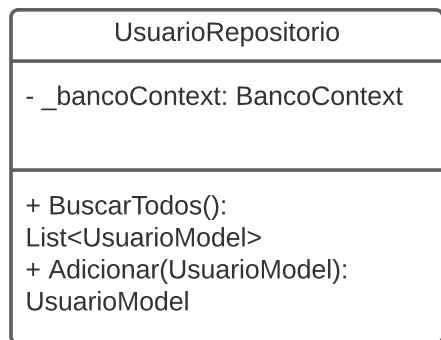 UsuarioRepositorio
- _bancoContext: BancoContext
+ BuscarTodos():
List<UsuarioModel>
+ Adicionar(UsuarioModel):
UsuarioModel